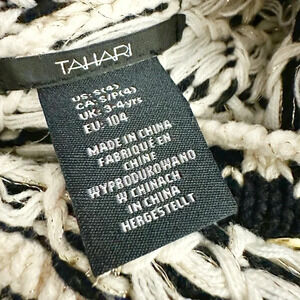 TAHARI
US: S(4)
CA: S/P(4)
UK: 3-4yrs
EU: 104
MADE IN CHINA
FABRIQUÉ EN
CHINE
WYPRODUKOWANO
W CHINACH
IN CHINA
HERGESTELLT